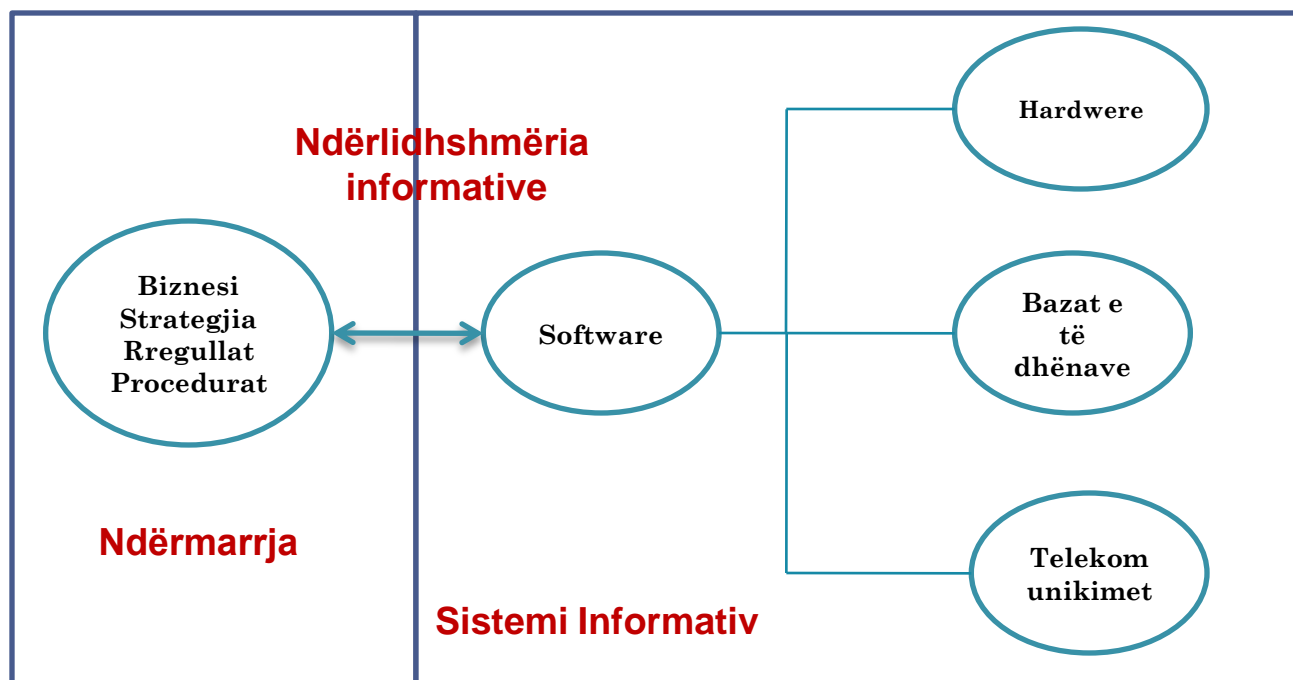 Hardwere
Ndërlidhshmëria
informative
Biznesi
Strategjia
Rregullat
Procedurat
Software
Bazat e
të
dhënave
Ndërmarrja
Telekom
unikimet
Sistemi Informativ